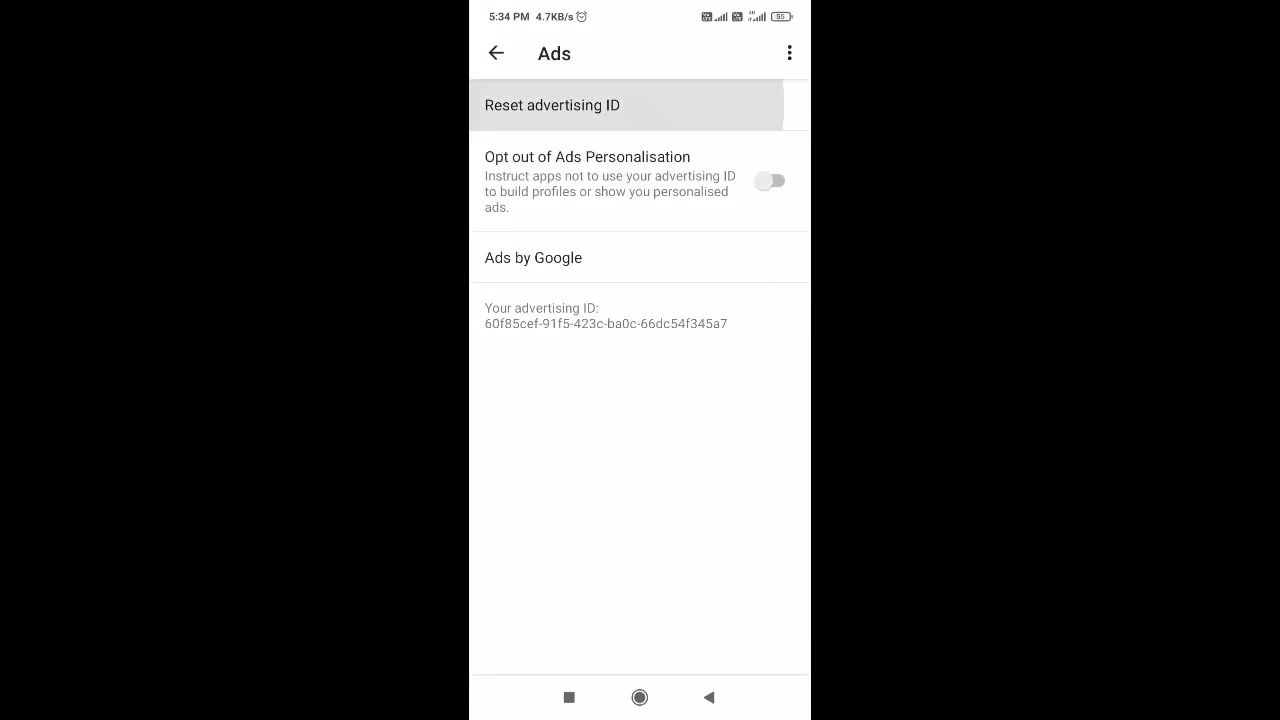 5:34 PM 4.7KB/s
55
Ads
Reset advertising ID
Opt out of Ads Personalisation
Instruct apps not to use your advertising ID
to build profiles or show you personalised
ads.
Ads by Google
Your advertising ID:
60f85cef-91f5-423c-ba0c-66dc54f345a7